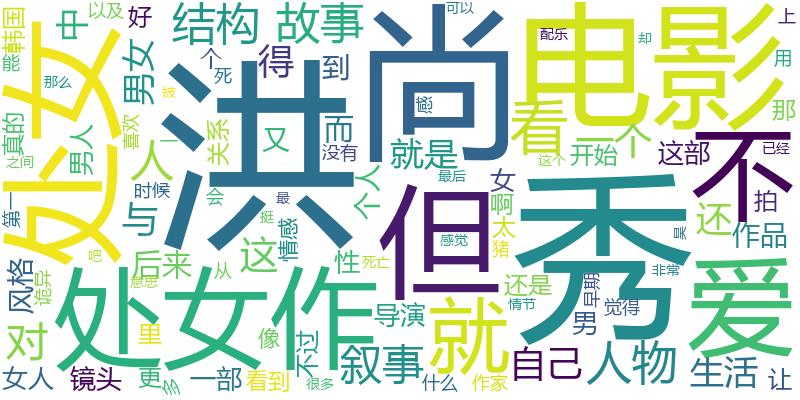 韩国
熊
以及
中
好
结构
故事
可以
尚
电影
上
那么
男女
个
死
得
到
配乐
却
用
处女
真的
男人
喜欢
被
洪
感
看
一个
那
之间
一
关系
又
没有
而
就是
开始
这部
不
已经
人
时候
会
最
个人
但
最后
女
啊
这个
秀
第一
与
挺
情感
太
还
拍
风格
诡异
后来
从
这
性
死亡
感觉
猪
还是
昊
作品
吧
意思
处女作
非常
早期
对
里
像
不过
导演
就
情节
男
觉得
爱
女人
镜头
更
多
一部
看到
很多
叙事
什么
作家
自己
人物
生活
让